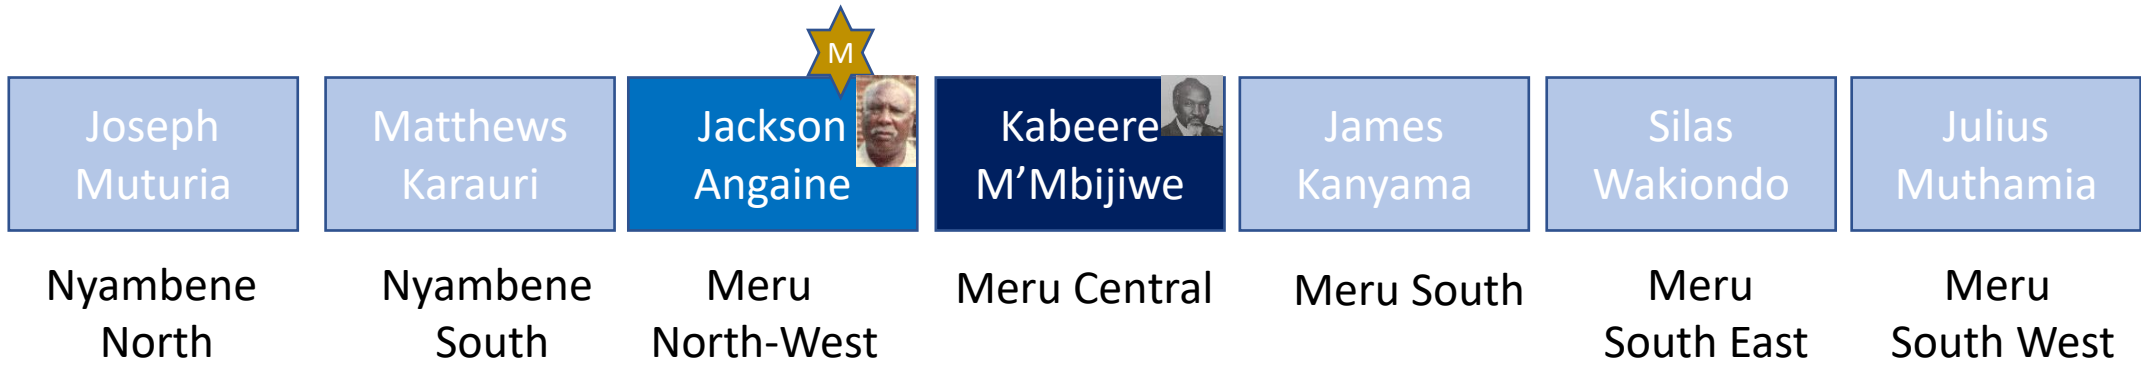 M
Joseph
Muturia
Matthews
Karauri
Jackson
Angaine
Kabeere
M’Mbijiwe
James
Kanyama
Silas
Wakiondo
Julius
Muthamia
Nyambene
North
Nyambene
South
Meru
North-West
Meru Central
Meru South
Meru
South East
Meru
South West